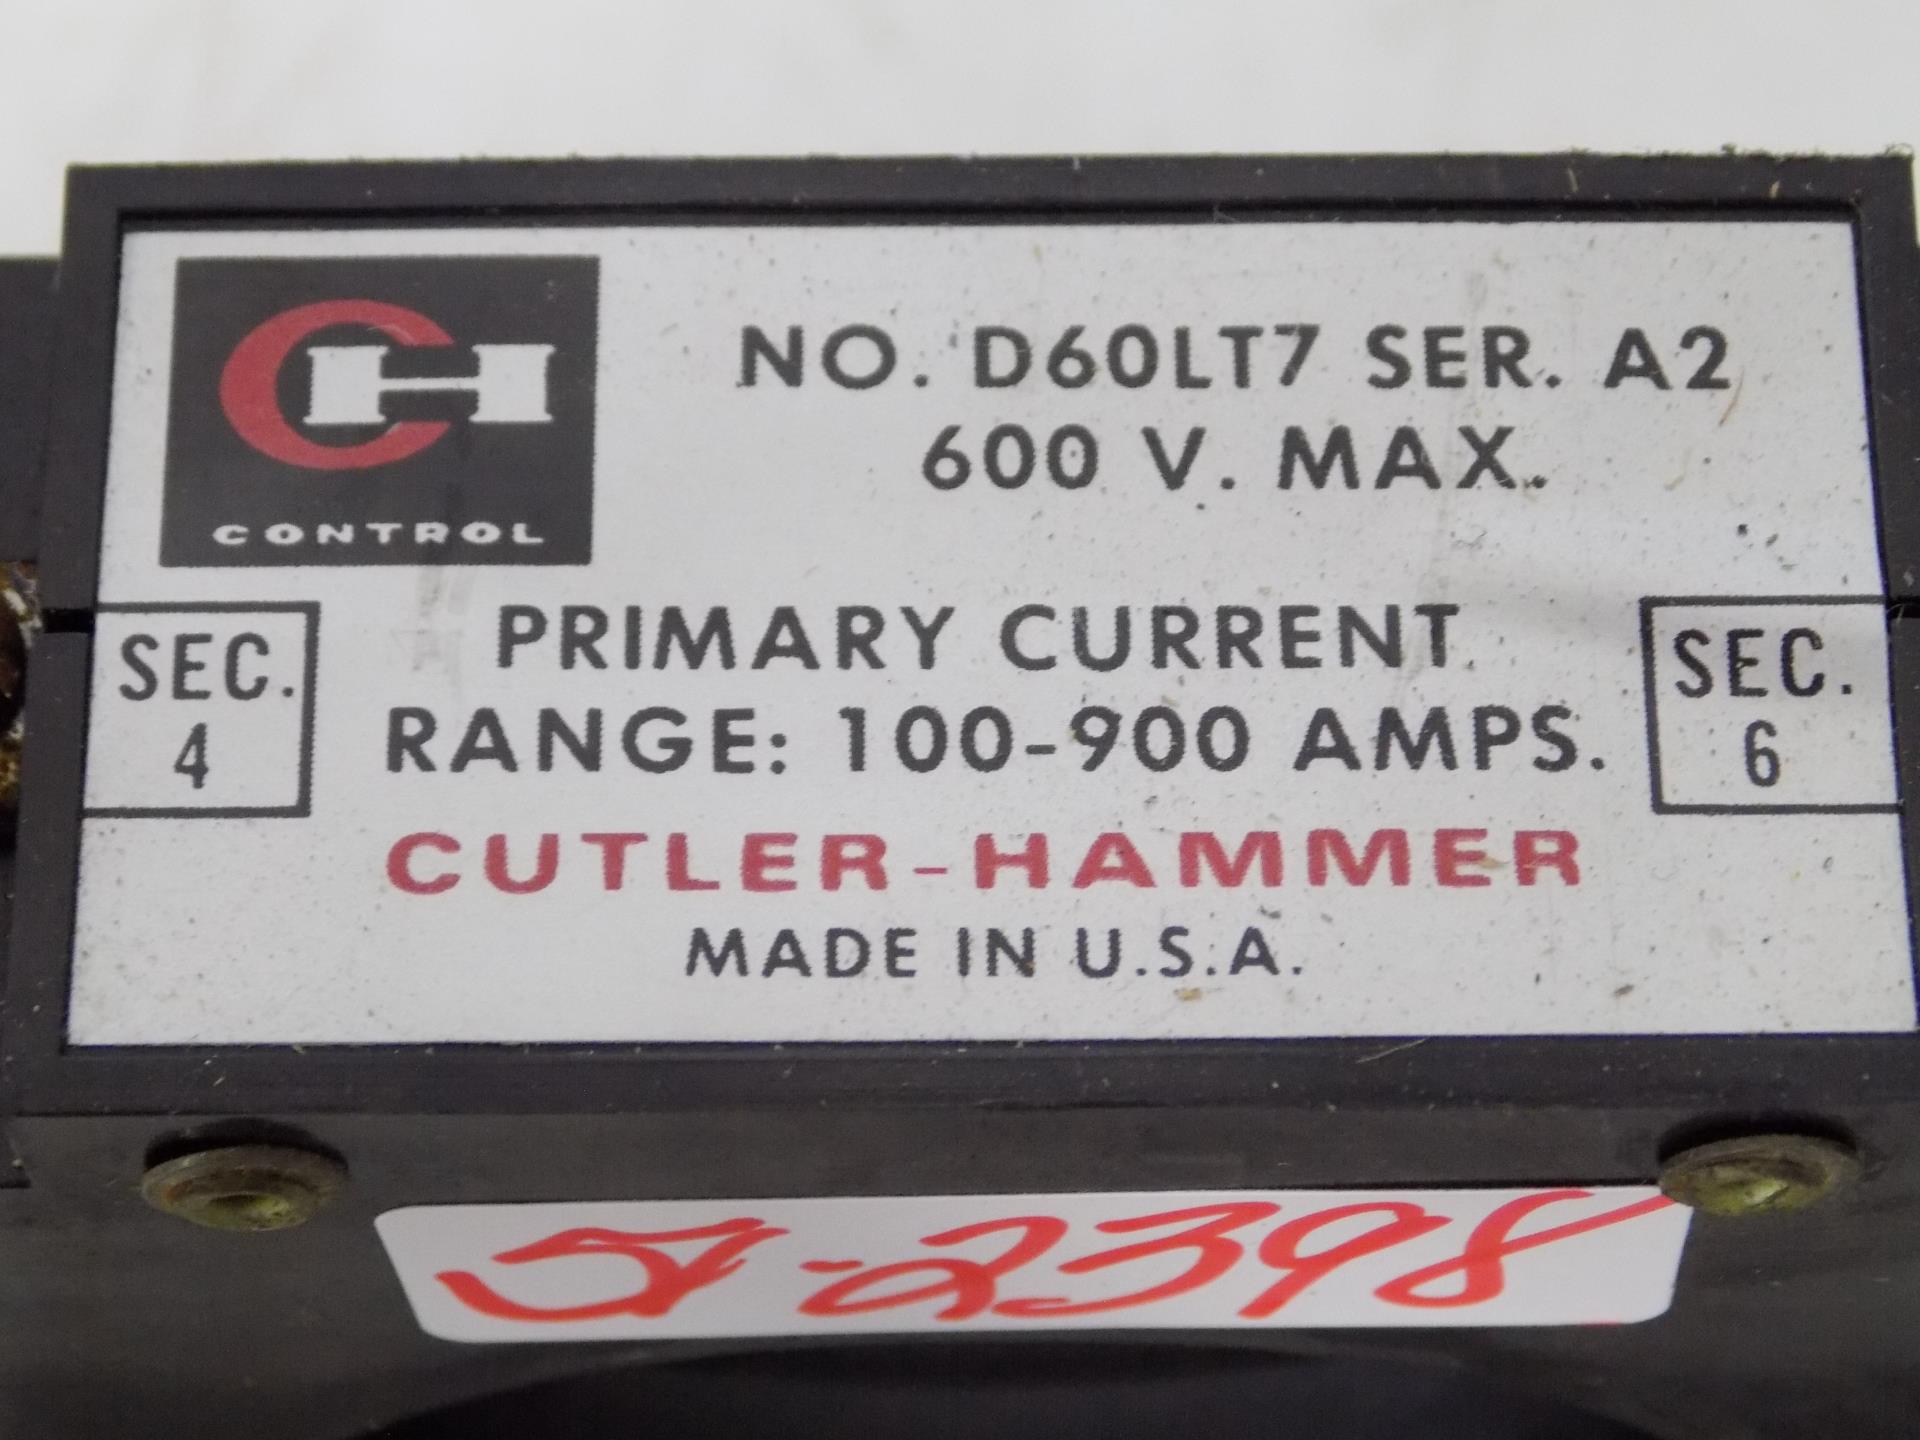 CH
CONTROL
NO. D60LT7 SER. A2
600 V. MAX.
SEC.
4
PRIMARY CURRENT
RANGE: 100-900 AMPS.
SEC.
6
CUTLER-HAMMER
MADE IN U.S.A.
-2398